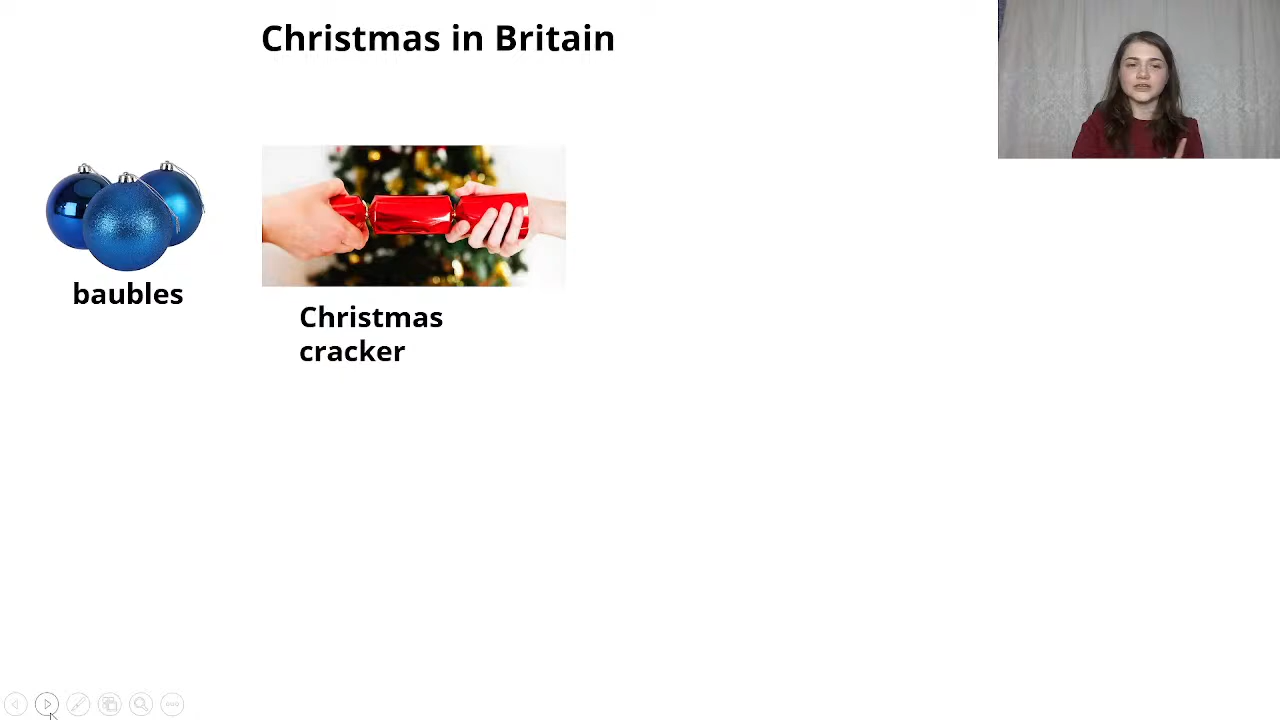 Christmas in Britain
baubles
Christmas
cracker